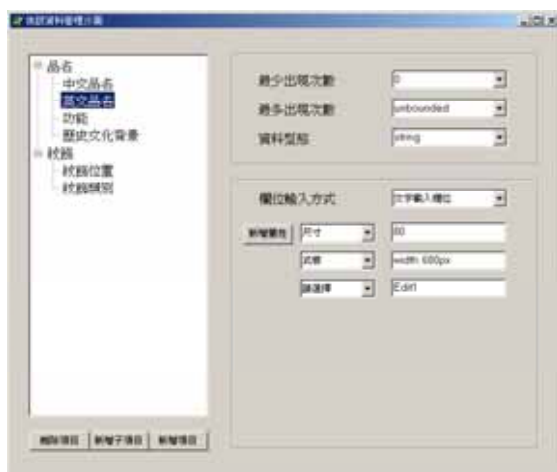 品名
中文品名
英文品名
功能
歷史文化背景
紋飾
紋飾位置
紋飾類別
刪除項目
新增子項目
新增項目
最少出現次數
0
最多出現次數
unbounded
資料型態
string
欄位輸入方式
文字輸入欄位
新增屬性
尺寸
80
式樣
width:600px
請選擇
Edit1